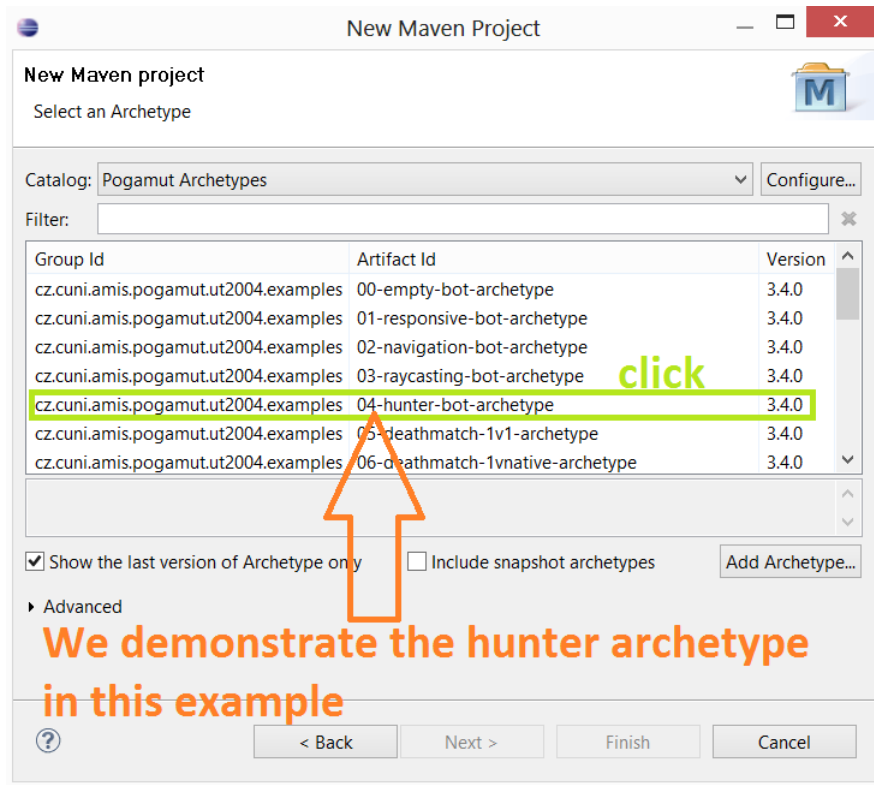 New Maven Project
New Maven project
Select an Archetype
M
Catalog: Pogamut Archetypes Configure...
Filter:
Group Id Artifact Id Version
cz.cuni.amis.pogamut.ut2004.examples 00-empty-bot-archetype 3.4.0
cz.cuni.amis.pogamut.ut2004.examples 01-responsive-bot-archetype 3.4.0
cz.cuni.amis.pogamut.ut2004.examples 02-navigation-bot-archetype 3.4.0
cz.cuni.amis.pogamut.ut2004.examples 03-raycasting-bot-archetype 3.4.0
click
cz.cuni.amis.pogamut.ut2004.examples 04-hunter-bot-archetype 3.4.0
cz.cuni.amis.pogamut.ut2004.examples 05-deathmatch-1v1-archetype 3.4.0
cz.cuni.amis.pogamut.ut2004.examples 06-deathmatch-1vnative-archetype 3.4.0
Show the last version of Archetype only Include snapshot archetypes Add Archetype...
Advanced
We demonstrate the hunter archetype
in this example
? < Back Next > Finish Cancel